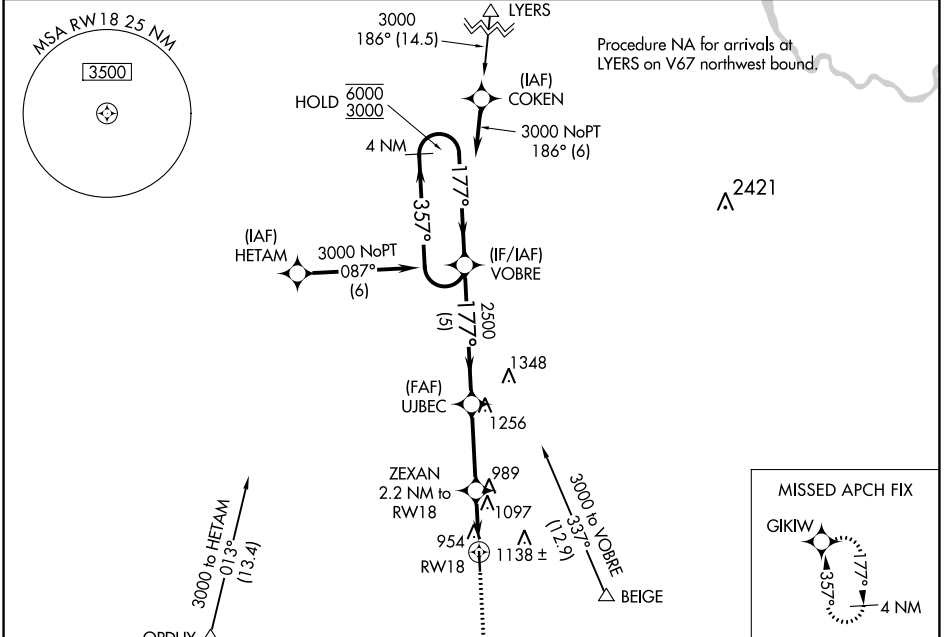 MSA RW18 25 NM
3500
3000
186° (14.5)
LYERS
Procedure NA for arrivals at
LYERS on V67 northwest bound.
(IAF)
COKEN
HOLD 6000
3000
4 NM
3000 NoPT
186° (6)
177°
357°
2421
(IAF)
HETAM
3000 NoPT
087°
(6)
(IF/IAF)
VOBRE
2500
177°
(5)
1348
(FAF)
UJBEC
1256
ZEXAN
2.2 NM to
RW18
989
1097
954
RW18
1138 ±
3000 to VOBRE
337°
(12.9)
BEIGE
3000 to HETAM
013°
(13.4)
MISSED APCH FIX
GIKIW
177°
357°
4 NM